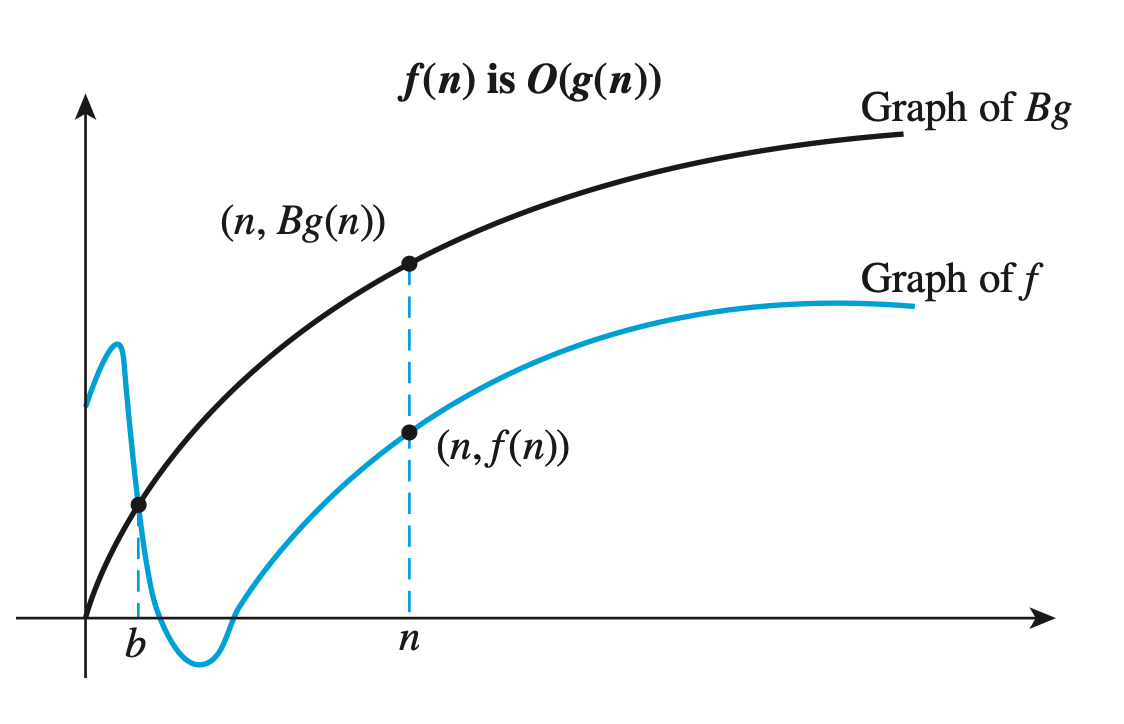 f(n) is O(g(n))
Graph of Bg
(n, Bg(n))
Graph of f
(n, f(n))
b
n